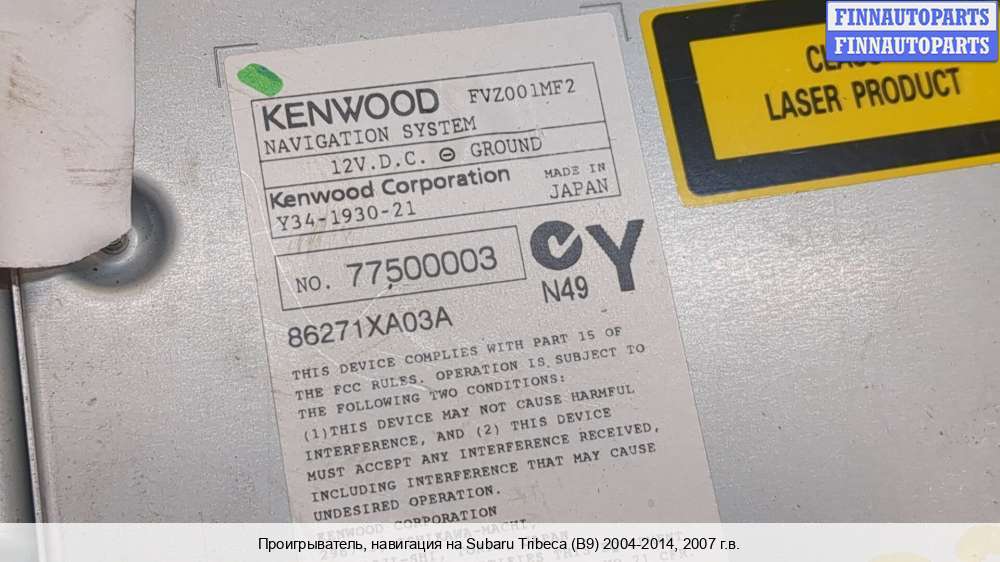 FINNAUTOPARTS
FINNAUTOPARTS
LASER PRODUCT
KENWOOD FVZ001MF2
NAVIGATION SYSTEM
12V.D.C. ⊖ GROUND
Kenwood Corporation MADE IN
Y34-1930-21 JAPAN
NO. 77500003
N49
Y
86271XA03A
THIS DEVICE COMPLIES WITH PART 15 OF
THE FCC RULES. OPERATION IS SUBJECT TO
THE FOLLOWING TWO CONDITIONS:
(1)THIS DEVICE MAY NOT CAUSE HARMFUL
INTERFERENCE, AND (2) THIS DEVICE
MUST ACCEPT ANY INTERFERENCE RECEIVED,
INCLUDING INTERFERENCE THAT MAY CAUSE
UNDESIRED OPERATION.
KENWOOD CORPORATION
Проигрыватель, навигация на Subaru Tribeca (B9) 2004-2014, 2007 г.в.